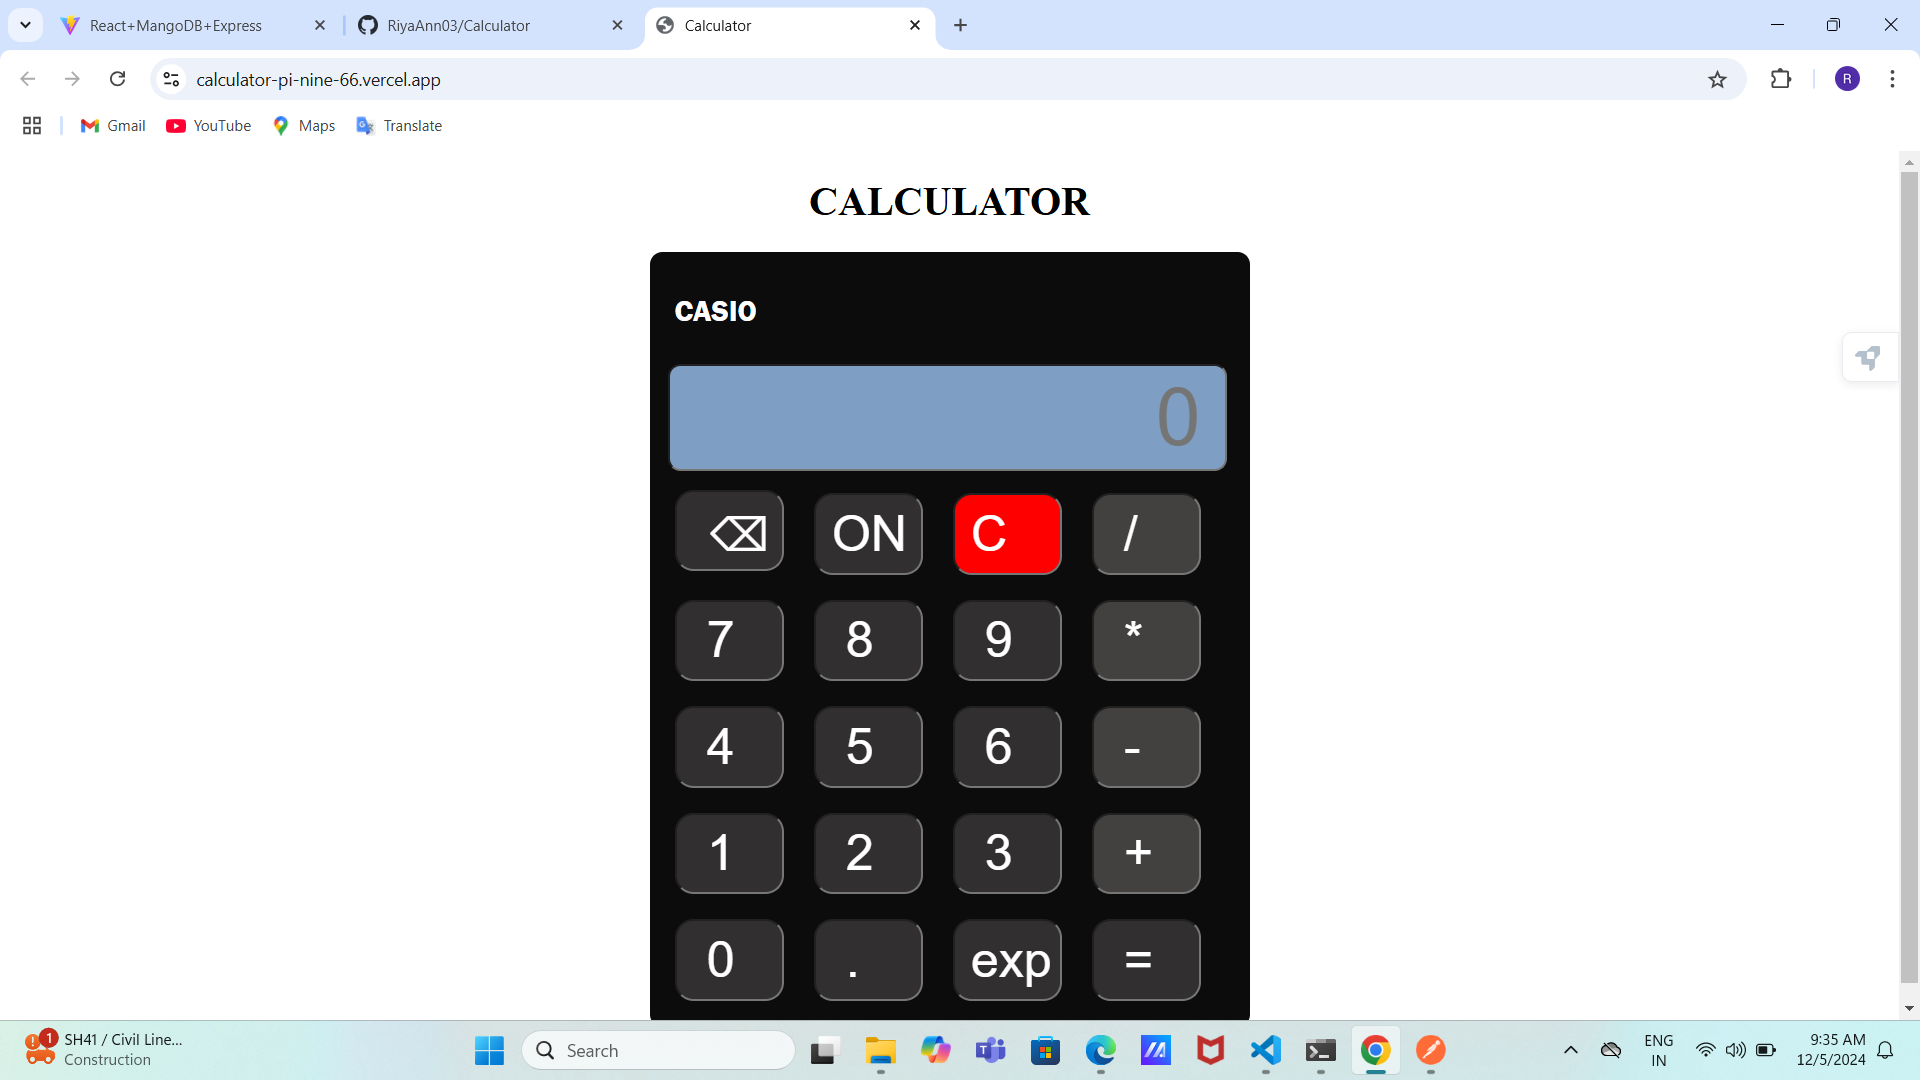 React+MangoDB+Express
RiyaAnn03/Calculator
Calculator
calculator-pi-nine-66.vercel.app
R
Gmail
YouTube
Maps
Translate
CALCULATOR
CASIO
0
⌫ ON C /
7 8 9 *
4 5 6 -
1 2 3 +
0 . exp =
1
SH41 / Civil Line...
Construction
Search
ENG
IN
9:35 AM
12/5/2024